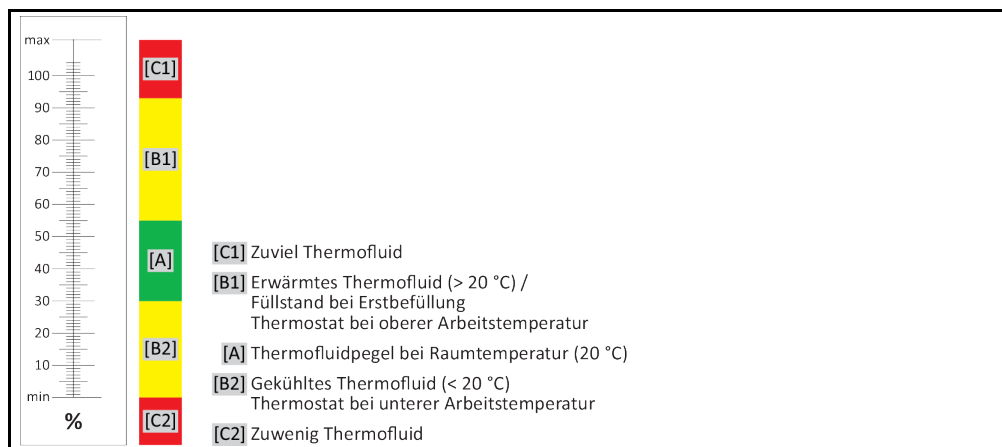 max
100
90
80
70
60
50
40
30
20
10
min
%
[C1]
[B1]
[A]
[B2]
[C2]
[C1] Zuviel Thermofluid
[B1] Erwärmtes Thermofluid (> 20 °C) /
Füllstand bei Erstbefüllung
Thermostat bei oberer Arbeitstemperatur
[A] Thermofluidpegel bei Raumtemperatur (20 °C)
[B2] Gekühltes Thermofluid (< 20 °C)
Thermostat bei unterer Arbeitstemperatur
[C2] Zuwenig Thermofluid